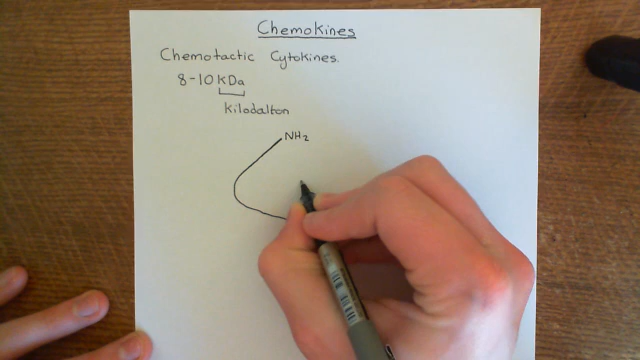 Chemokines
Chemotactic Cytokines.
8-10 kDa
kilodalton
NH2